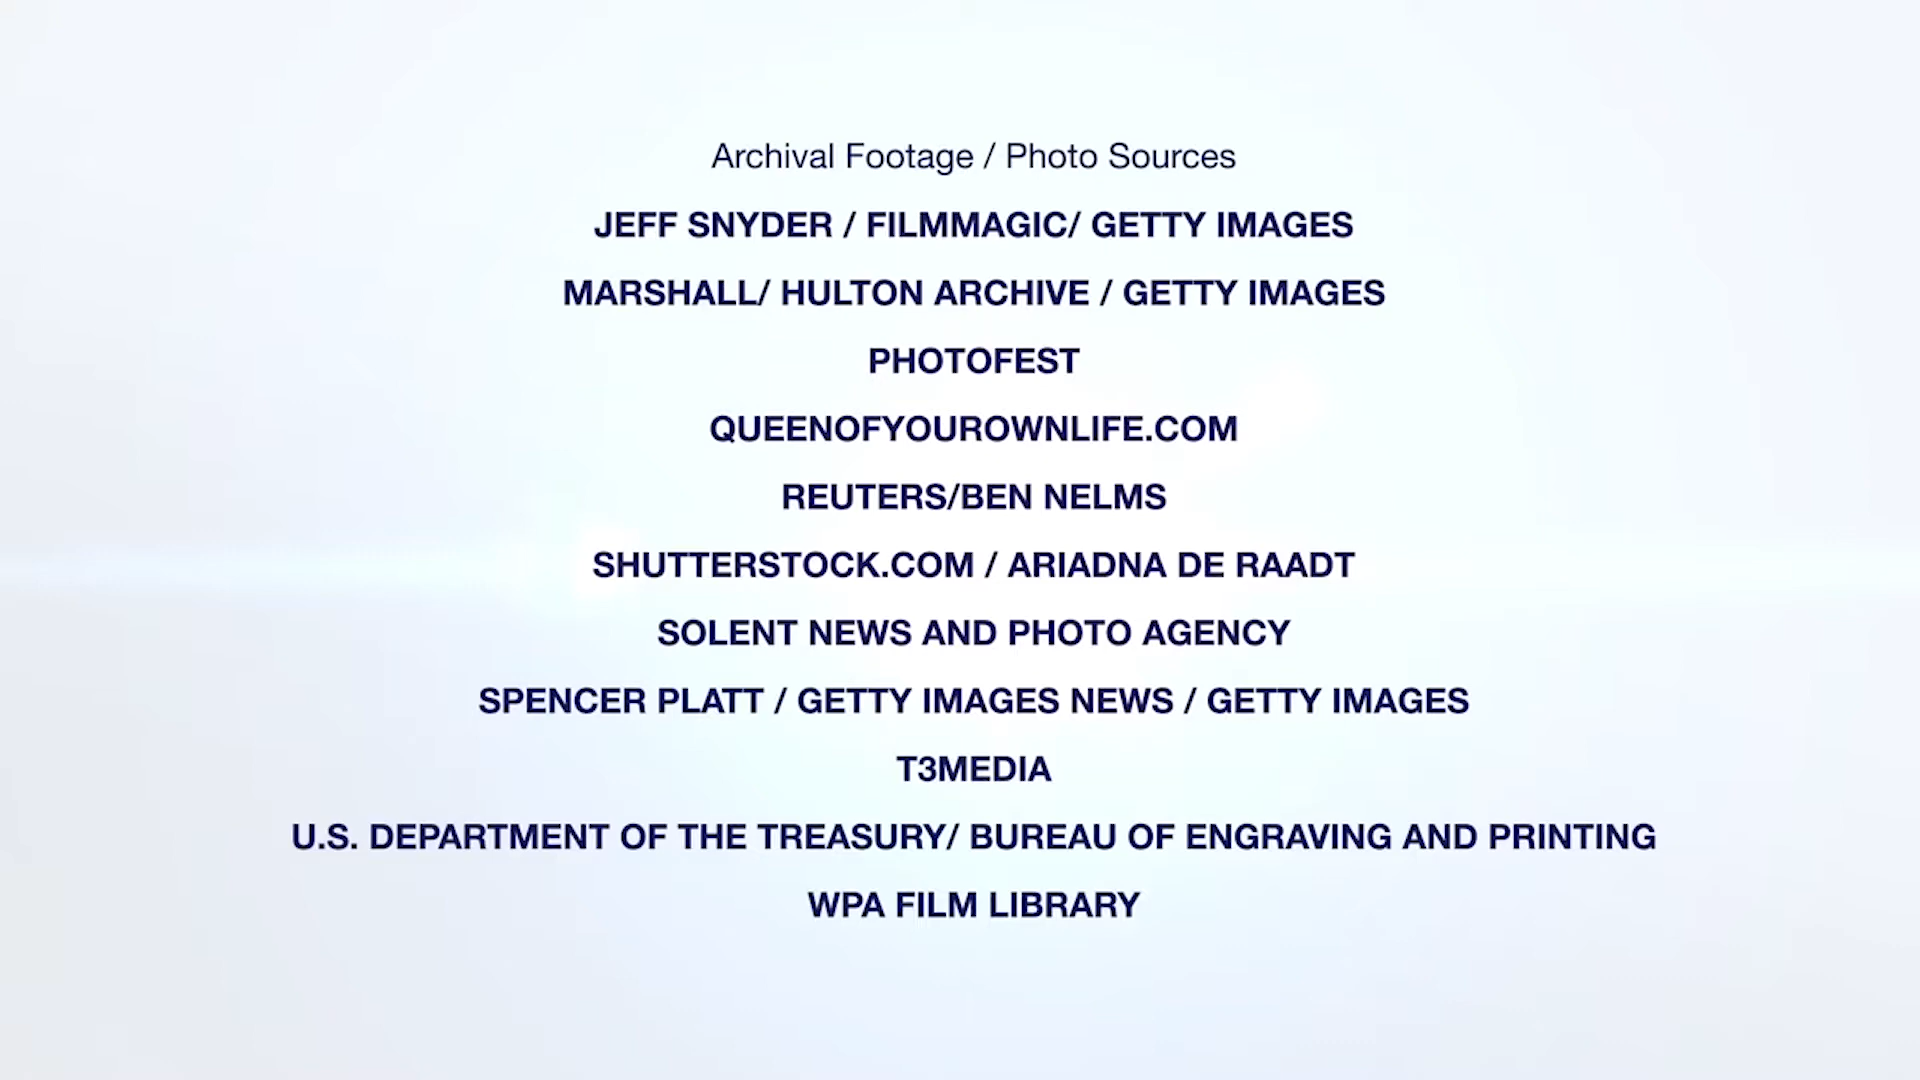 Archival Footage / Photo Sources
JEFF SNYDER / FILMMAGIC/ GETTY IMAGES
MARSHALL/ HULTON ARCHIVE / GETTY IMAGES
PHOTOFEST
QUEENOFYOUROWNLIFE.COM
REUTERS/BEN NELMS
SHUTTERSTOCK.COM / ARIADNA DE RAADT
SOLENT NEWS AND PHOTO AGENCY
SPENCER PLATT / GETTY IMAGES NEWS / GETTY IMAGES
T3MEDIA
U.S. DEPARTMENT OF THE TREASURY/ BUREAU OF ENGRAVING AND PRINTING
WPA FILM LIBRARY